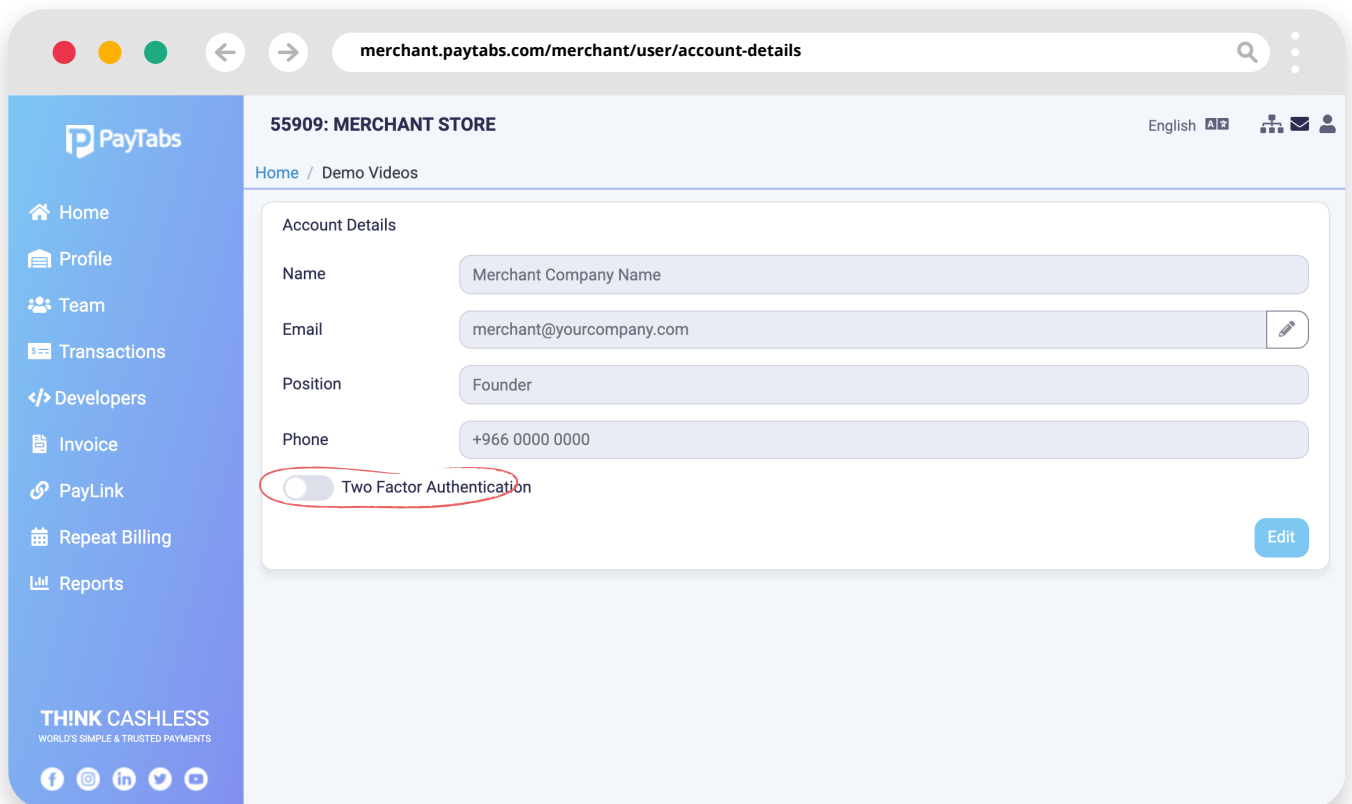 merchant.paytabs.com/merchant/user/account-details
PayTabs
55909: MERCHANT STORE
English
Home / Demo Videos
Home
Profile
Team
Transactions
Developers
Invoice
PayLink
Repeat Billing
Reports
Account Details
Name
Merchant Company Name
Email
merchant@yourcompany.com
Position
Founder
Phone
+966 0000 0000
Two Factor Authentication
Edit
TH!NK CASHLESS
WORLD'S SIMPLE & TRUSTED PAYMENTS